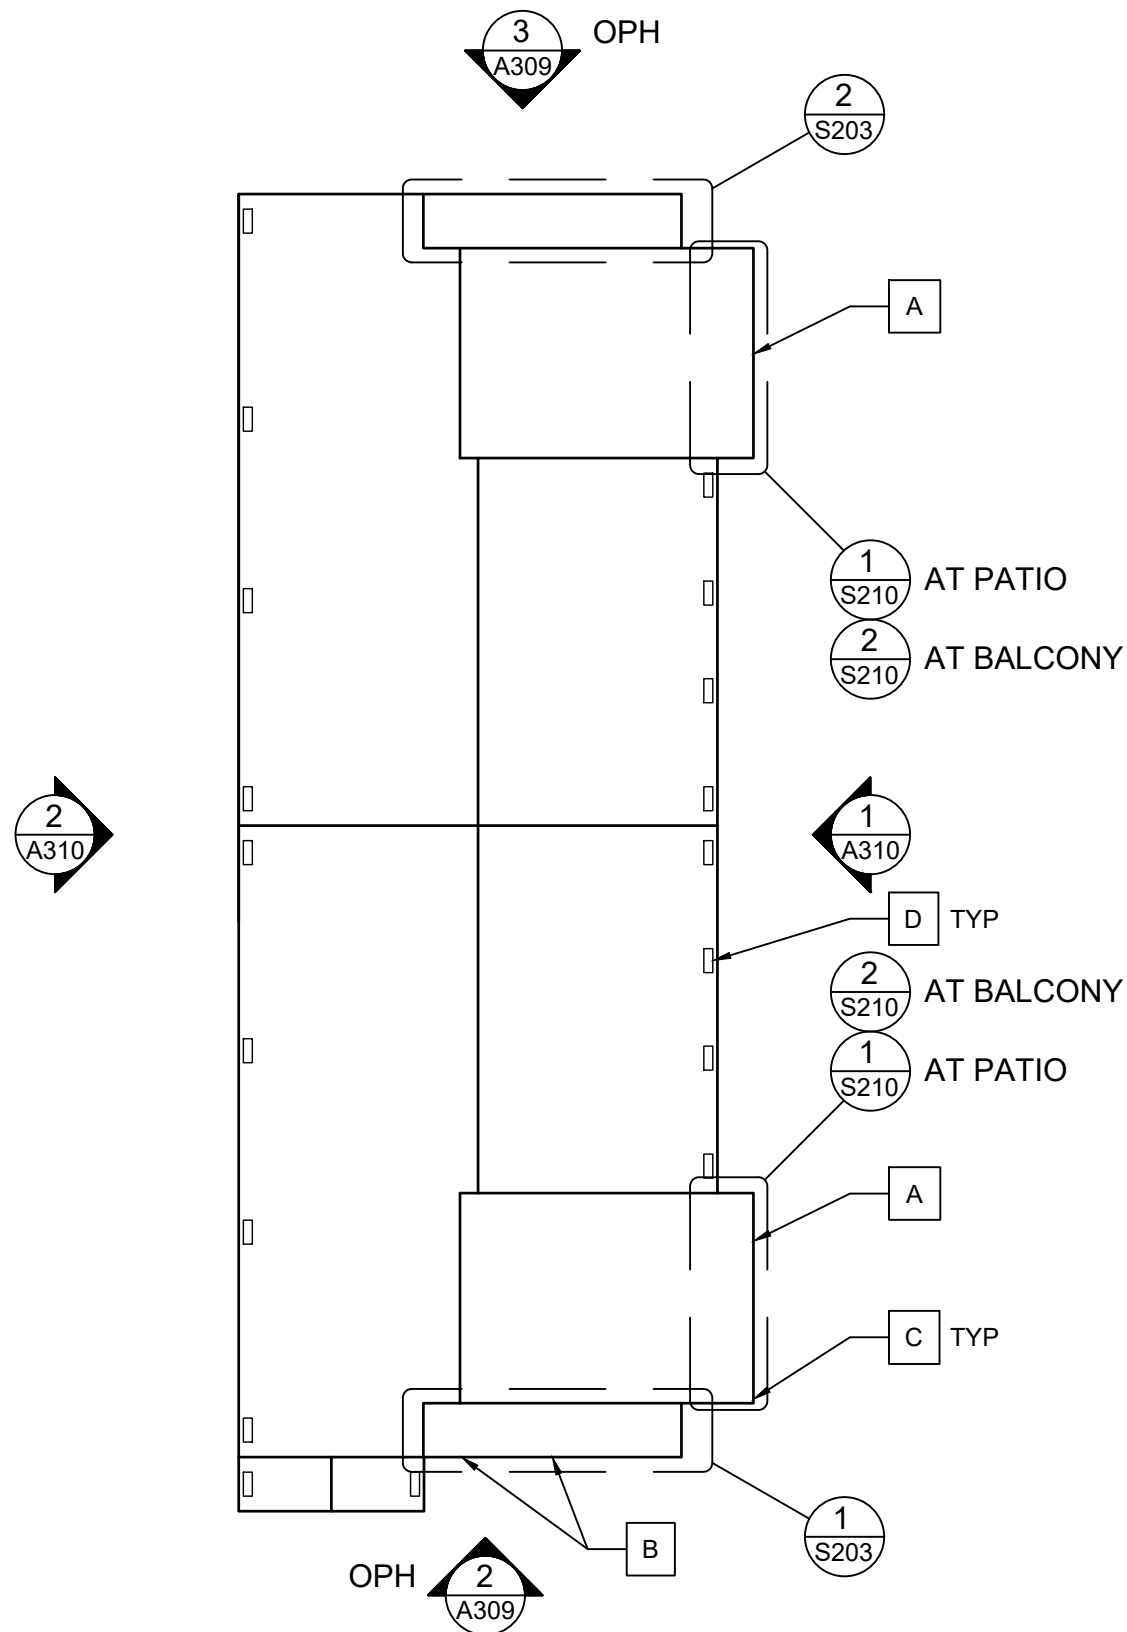 3 OPH
A309
2
S203
A
1
S210 AT PATIO
2
S210 AT BALCONY
2
A310
1
A310
D TYP
2
S210 AT BALCONY
1
S210 AT PATIO
A
C TYP
1
S203
B
OPH 2
A309